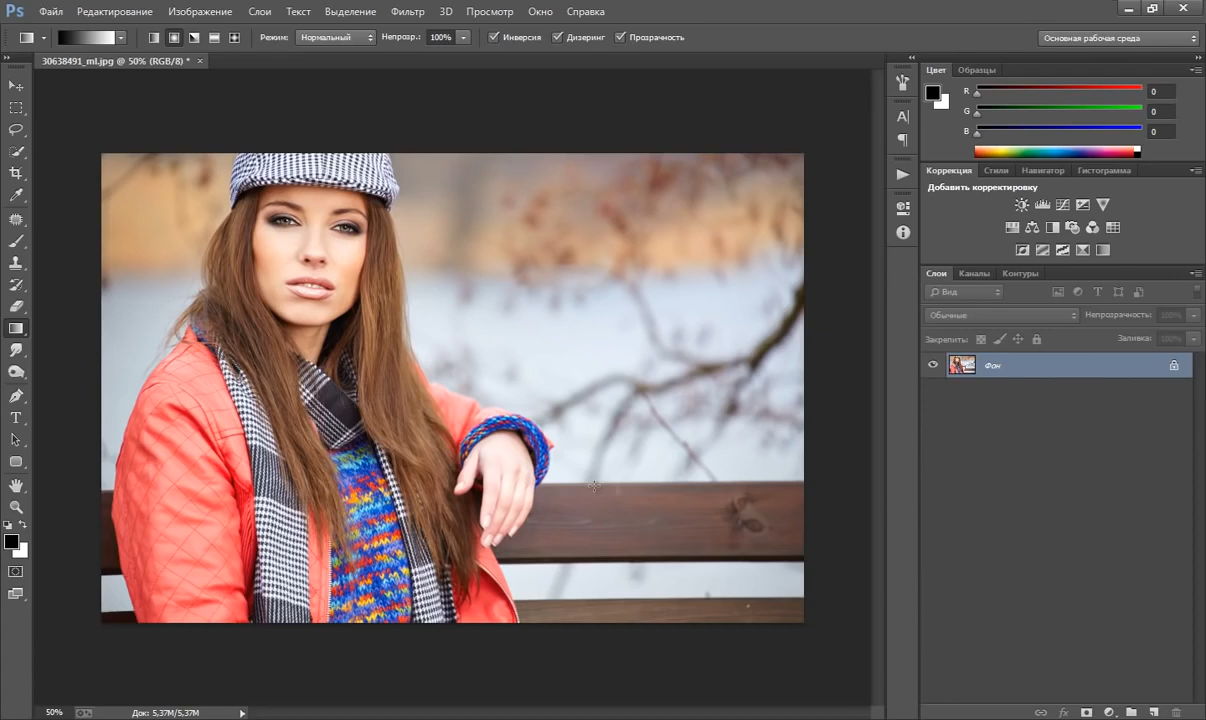 Ps Файл Редактирование Изображение Слои Текст Выделение Фильтр 3D Просмотр Окно Справка
Режим: Нормальный Непрозр.: 100% Инверсия Дизеринг Прозрачность Основная рабочая среда
30638491_ml.jpg @ 50% (RGB/8) * ×
Цвет Образцы
R 0
G 0
B 0
Коррекция Стили Навигатор Гистограмма
Добавить корректировку
Слои Каналы Контуры
Вид
Обычные Непрозрачность: 100%
Закрепить: Заливка: 100%
Фон
50% Док: 5,37M/5,37M